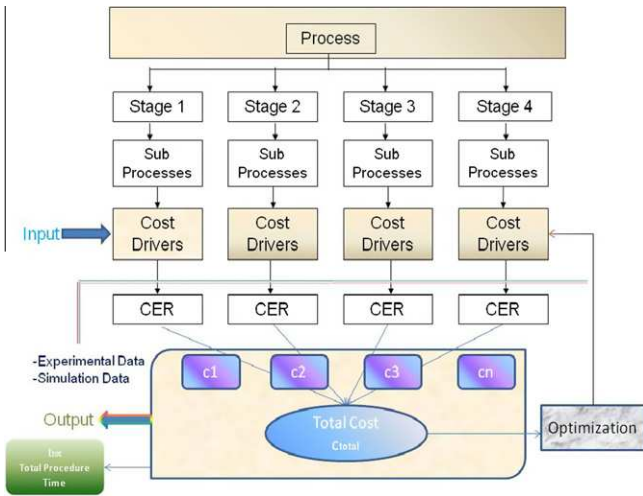 Process
Stage 1
Stage 2
Stage 3
Stage 4
Sub
Processes
Sub
Processes
Sub
Processes
Sub
Processes
Input
Cost
Drivers
Cost
Drivers
Cost
Drivers
Cost
Drivers
CER
CER
CER
CER
-Experimental Data
-Simulation Data
c1
c2
c3
cn
Output
Total Cost
Ctotal
Optimization
Total Procedure
Time